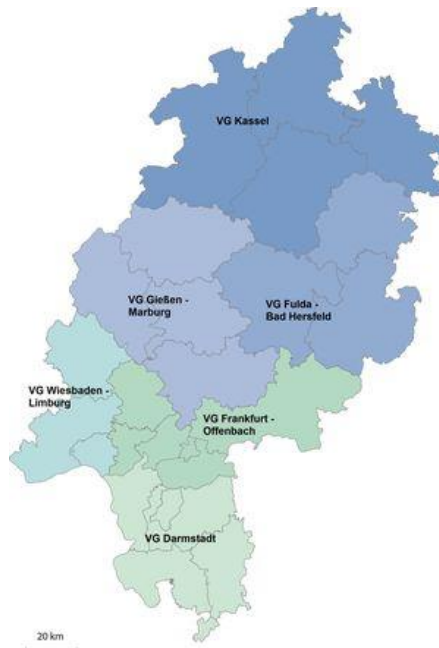 VG Kassel
VG Gießen -
Marburg
VG Fulda -
Bad Hersfeld
VG Wiesbaden -
Limburg
VG Frankfurt -
Offenbach
VG Darmstadt
20 km